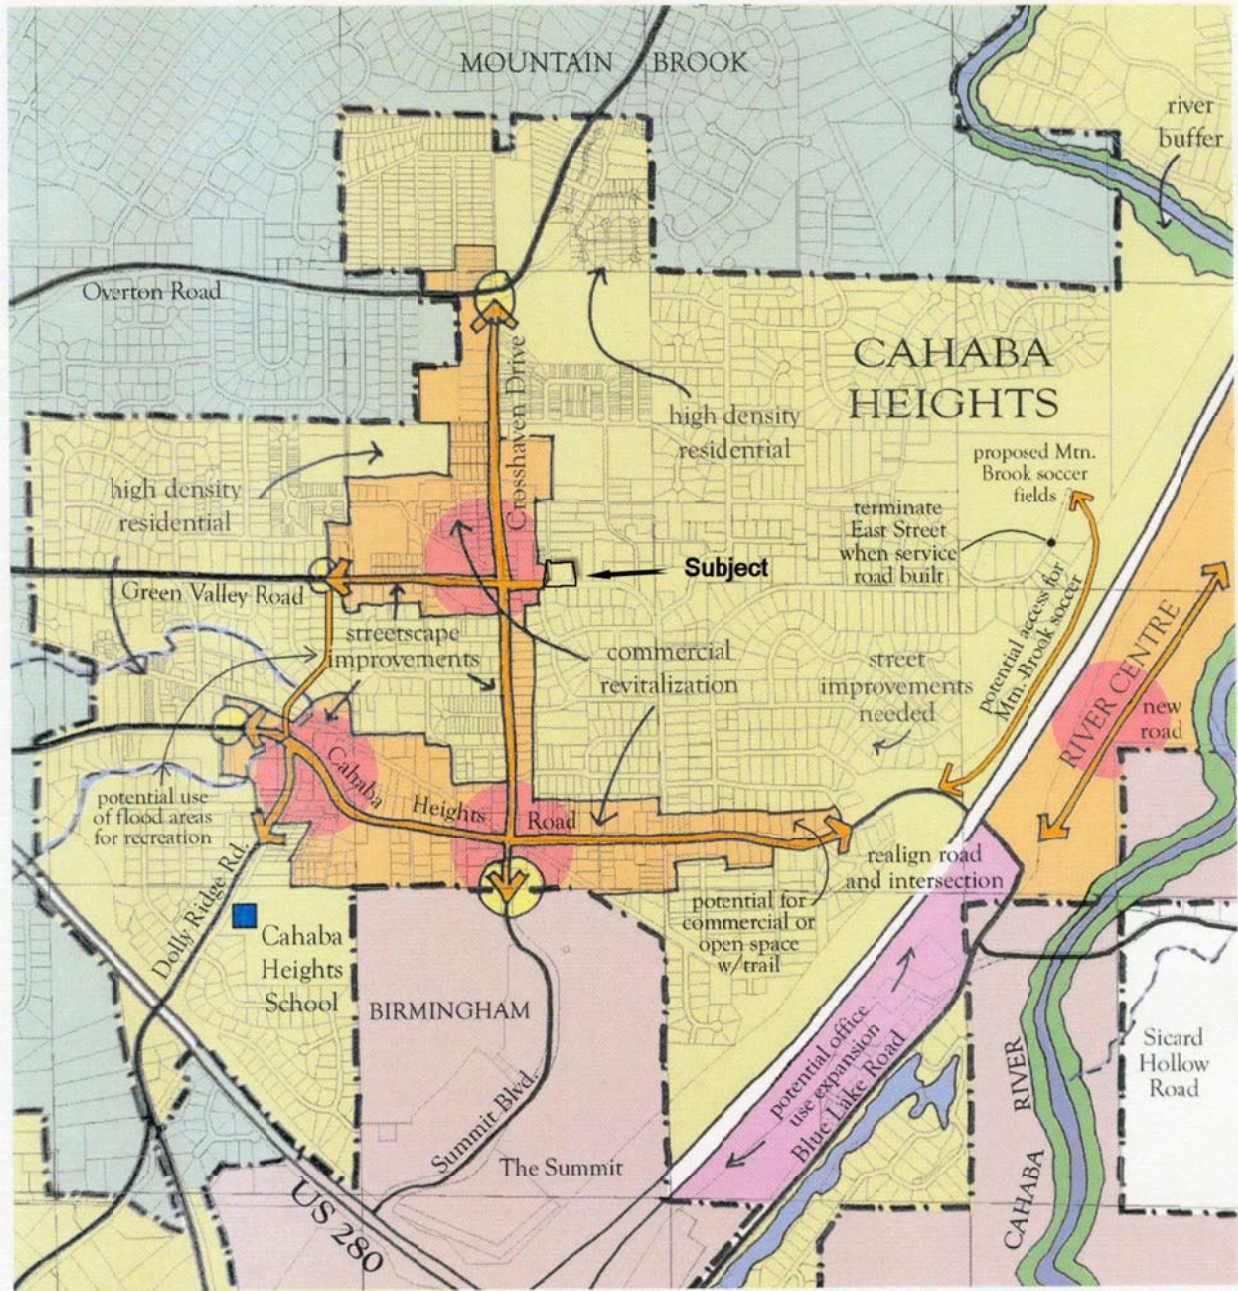 MOUNTAIN BROOK
river
buffer
Overton Road
Crosshaven Drive
CAHABA
HEIGHTS
high density
residential
proposed Mtn.
Brook soccer
fields
high density
residential
terminate
East Street
when service
road built
Subject
Green Valley Road
potential access for
Mtn. Brook soccer
streetscape
improvements
commercial
revitalization
street
improvements
needed
RIVER CENTRE
new
road
Cahaba Heights Road
potential use
of flood areas
for recreation
realign road
and intersection
Dolly Ridge Rd.
potential for
commercial or
open space
w/trail
Cahaba
Heights
School
BIRMINGHAM
potential office
use expansion
Blue Lake Road
Sicard
Hollow
Road
Summit Blvd.
The Summit
CAHABA RIVER
US 280